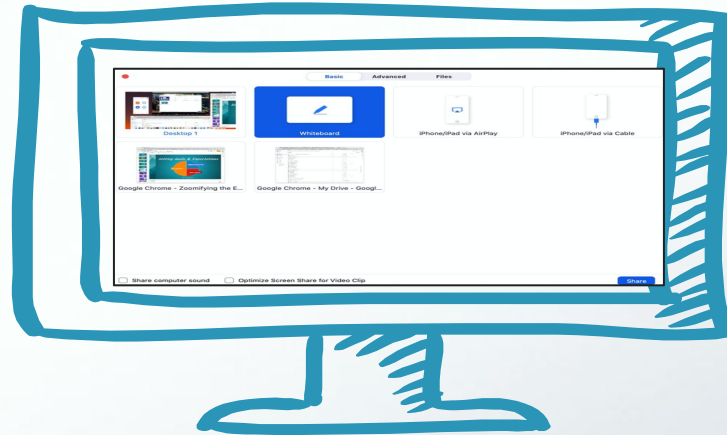 Basic Advanced Files
Desktop 1 Whiteboard iPhone/iPad via AirPlay iPhone/iPad via Cable
Google Chrome - Zoomifying the E... Google Chrome - My Drive - Googl...
Share computer sound Optimize Screen Share for Video Clip Share